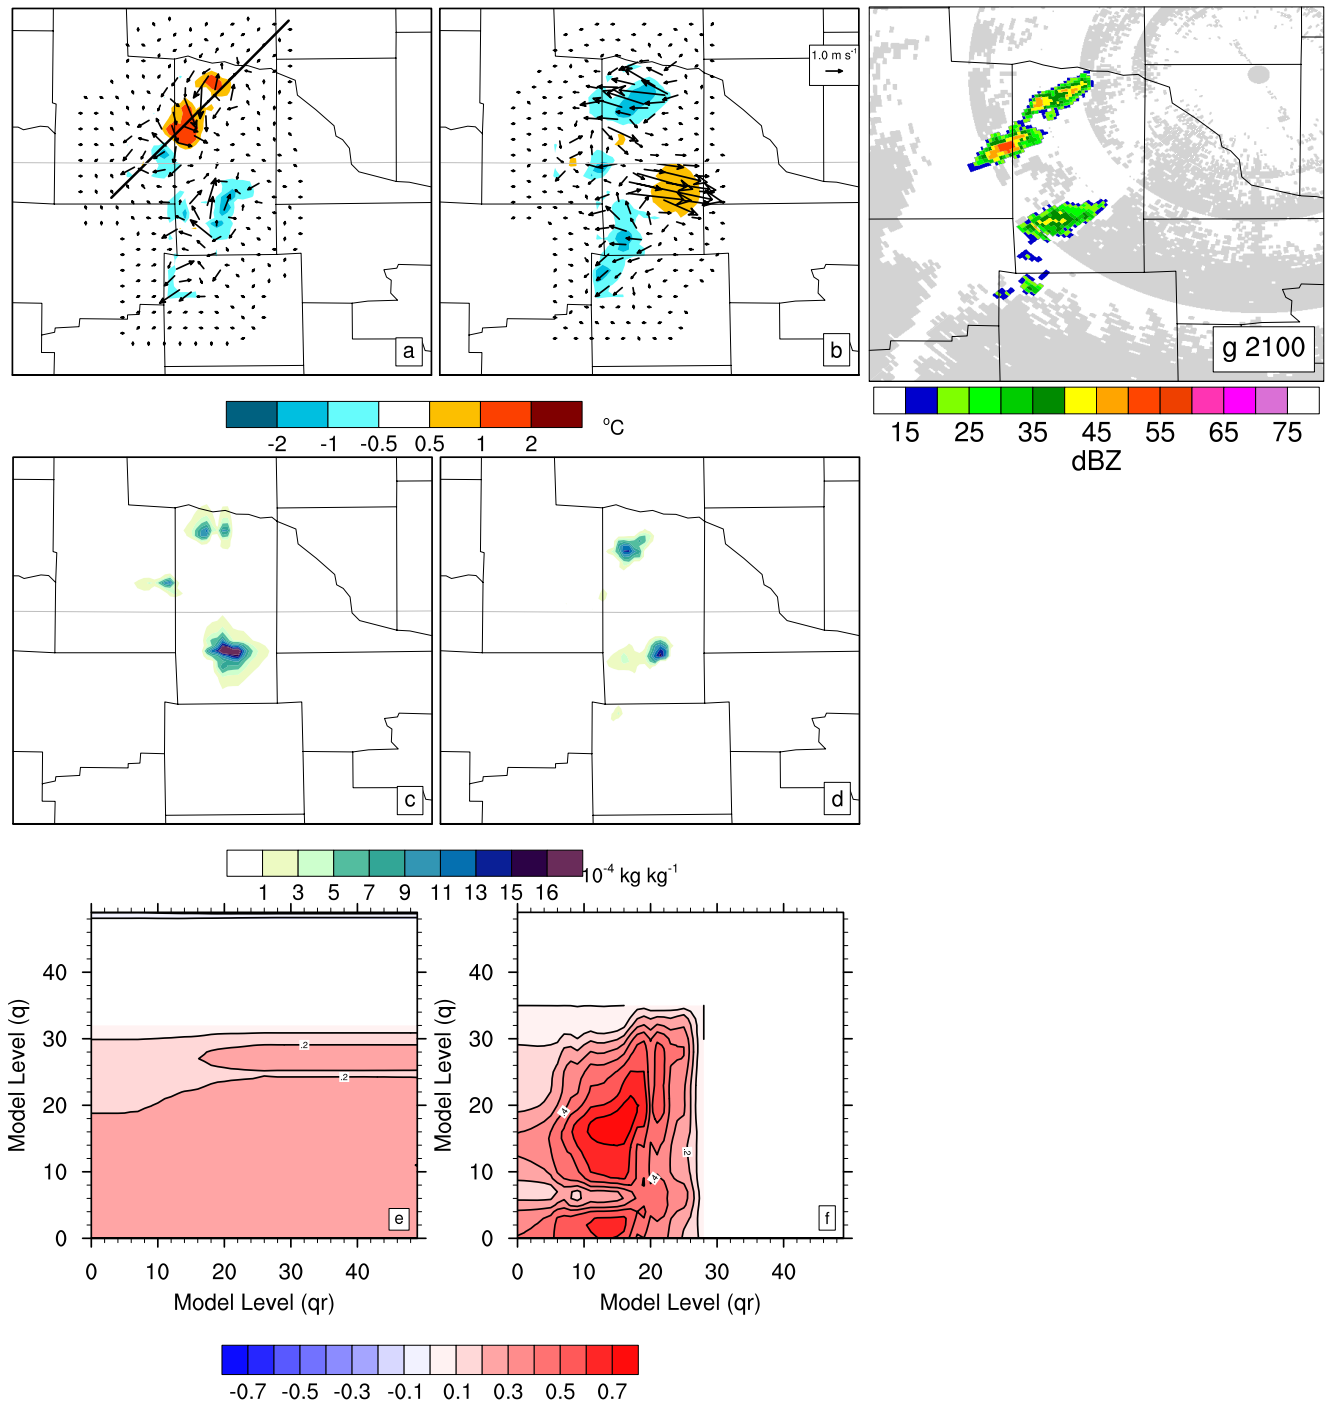 1.0 m s-1
a
b
g 2100
-2 -1 -0.5 0.5 1 2
oC
15 25 35 45 55 65 75
dBZ
c
d
1 3 5 7 9 11 13 15 16
10-4 kg kg-1
Model Level (q)
40
30
20
10
0
.2
.2
e
0 10 20 30 40
Model Level (qr)
Model Level (q)
40
30
20
10
0
.4
.4
.2
f
0 10 20 30 40
Model Level (qr)
-0.7 -0.5 -0.3 -0.1 0.1 0.3 0.5 0.7